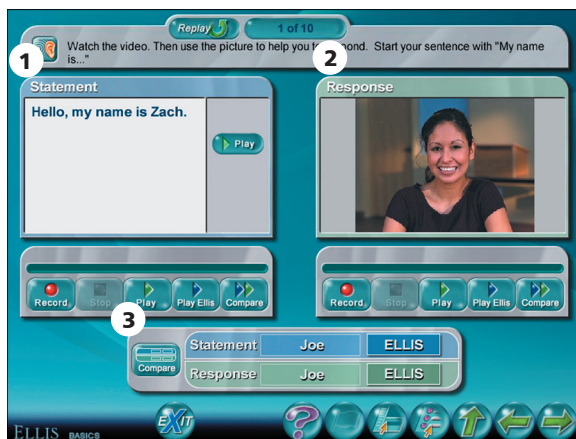 Replay
1 of 10
1
2
Watch the video. Then use the picture to help you to respond. Start your sentence with "My name
is..."
Statement
Response
Hello, my name is Zach.
Play
Record
Stop
Play
Play Ellis
Compare
Record
Stop
Play
Play Ellis
Compare
3
Compare
Statement
Joe
ELLIS
Response
Joe
ELLIS
EXIT
?
ELLIS BASICS